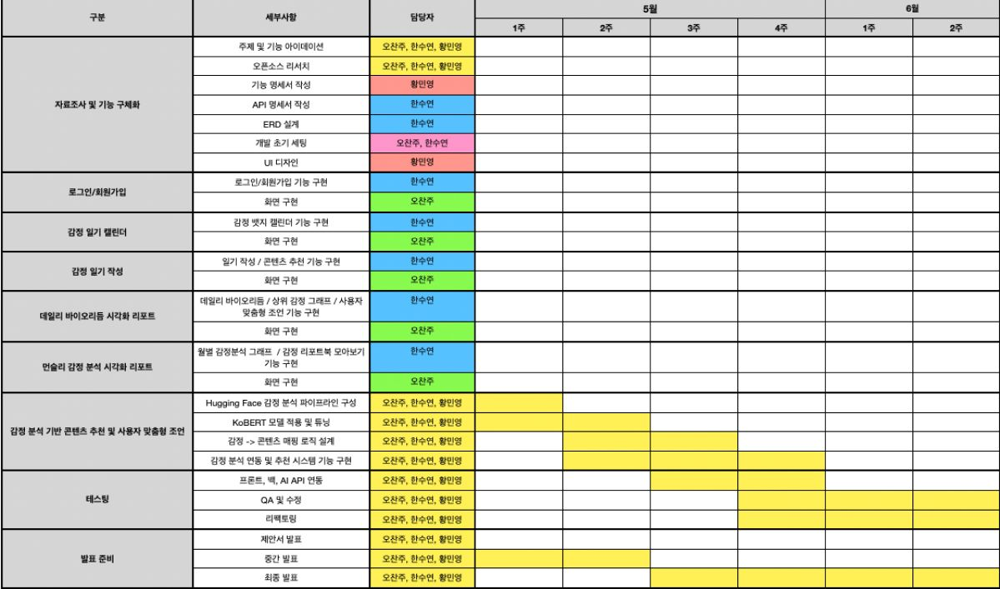 구분 세부사항 담당자 5월 6월
1주 2주 3주 4주 1주 2주
자료조사 및 기능 구체화
주제 및 기능 아이데이션 오찬주, 한수연, 황민영
오픈소스 리서치 오찬주, 한수연, 황민영
기능 명세서 작성 황민영
API 명세서 작성 한수연
ERD 설계 한수연
개발 초기 세팅 오찬주, 한수연
UI 디자인 황민영
로그인/회원가입
로그인/회원가입 기능 구현 한수연
화면 구현 오찬주
감정 일기 캘린더
감정 뱃지 캘린더 기능 구현 한수연
화면 구현 오찬주
감정 일기 작성
일기 작성 / 콘텐츠 추천 기능 구현 한수연
화면 구현 오찬주
데일리 바이오리듬 시각화 리포트
데일리 바이오리듬 / 상위 감정 그래프 / 사용자 한수연
맞춤형 조언 기능 구현
화면 구현 오찬주
먼슬리 감정 분석 시각화 리포트
월별 감정분석 그래프 / 감정 리포트북 모아보기 한수연
기능 구현
화면 구현 오찬주
감정 분석 기반 콘텐츠 추천 및 사용자 맞춤형 조언
Hugging Face 감정 분석 파이프라인 구성 오찬주, 한수연, 황민영
KoBERT 모델 적용 및 튜닝 오찬주, 한수연, 황민영
감정 -> 콘텐츠 매핑 로직 설계 오찬주, 한수연, 황민영
감정 분석 연동 및 추천 시스템 기능 구현 오찬주, 한수연, 황민영
테스팅
프론트, 백, AI API 연동 오찬주, 한수연, 황민영
QA 및 수정 오찬주, 한수연, 황민영
리팩토링 오찬주, 한수연, 황민영
발표 준비
제안서 발표 오찬주, 한수연, 황민영
중간 발표 오찬주, 한수연, 황민영
최종 발표 오찬주, 한수연, 황민영